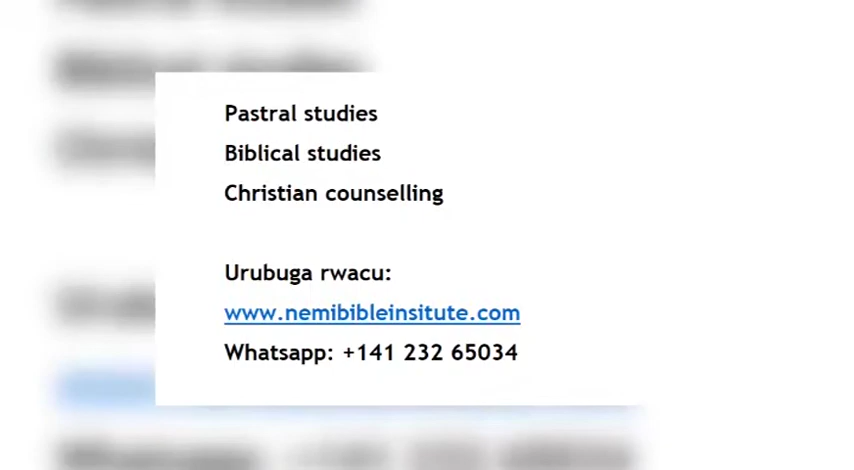 Pastral studies
Biblical studies
Christian counselling
Urubuga rwacu:
www.nemibibleinsitute.com
Whatsapp: +141 232 65034